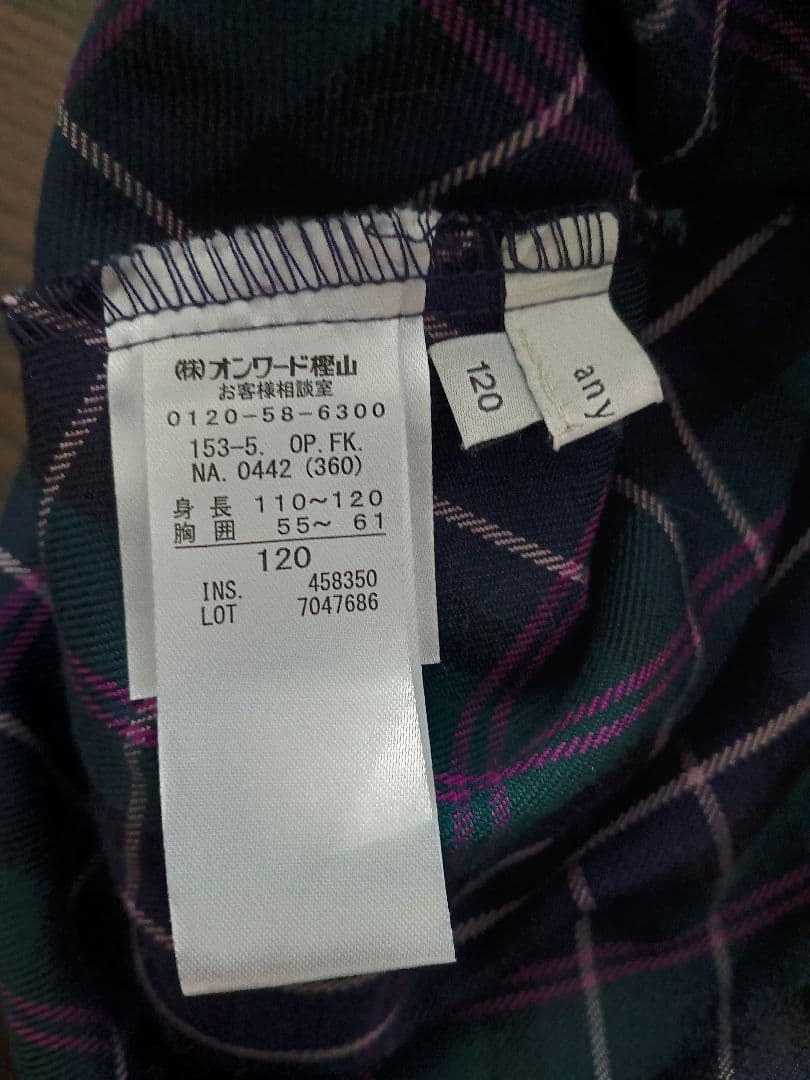 (株)オンワード樫山
お客様相談室
0120-58-6300
153-5. OP.FK.
NA. 0442 (360)
身長 110~120
胸囲 55~ 61
120
INS. 458350
LOT 7047686
120
any